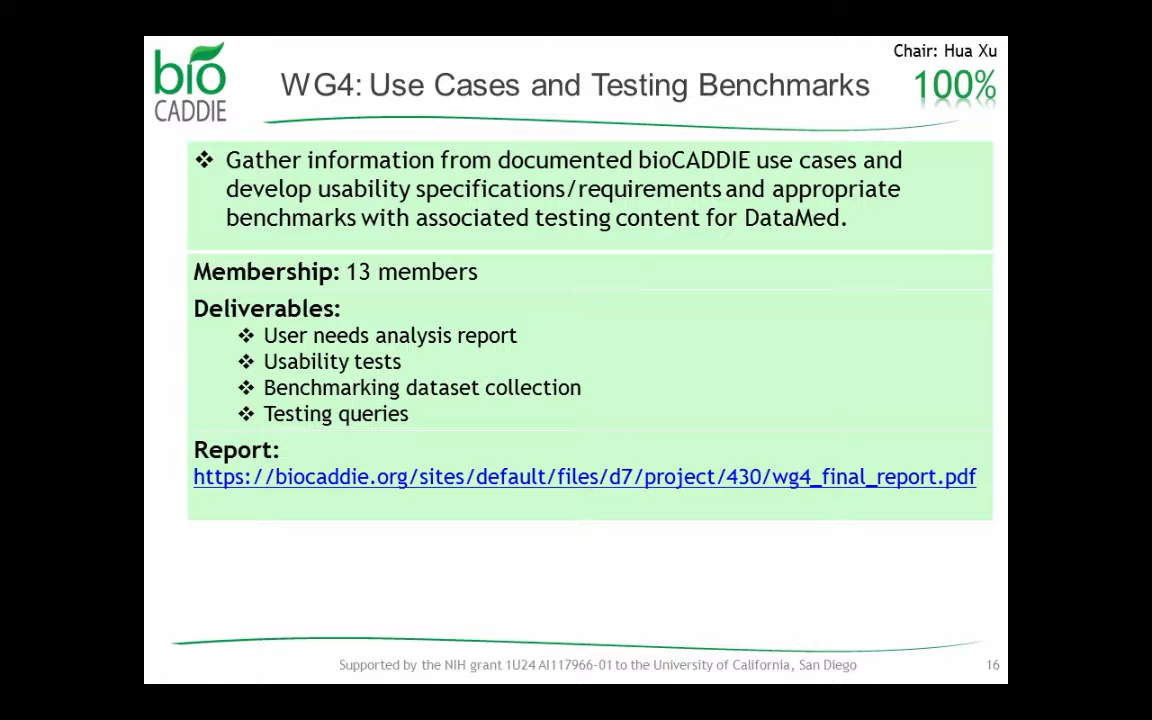 Chair: Hua Xu
bio
CADDIE
WG4: Use Cases and Testing Benchmarks
100%
❖ Gather information from documented bioCADDIE use cases and
develop usability specifications/requirements and appropriate
benchmarks with associated testing content for DataMed.
Membership: 13 members
Deliverables:
❖ User needs analysis report
❖ Usability tests
❖ Benchmarking dataset collection
❖ Testing queries
Report:
https://biocaddie.org/sites/default/files/d7/project/430/wg4_final_report.pdf
Supported by the NIH grant 1U24 AI117966-01 to the University of California, San Diego
16